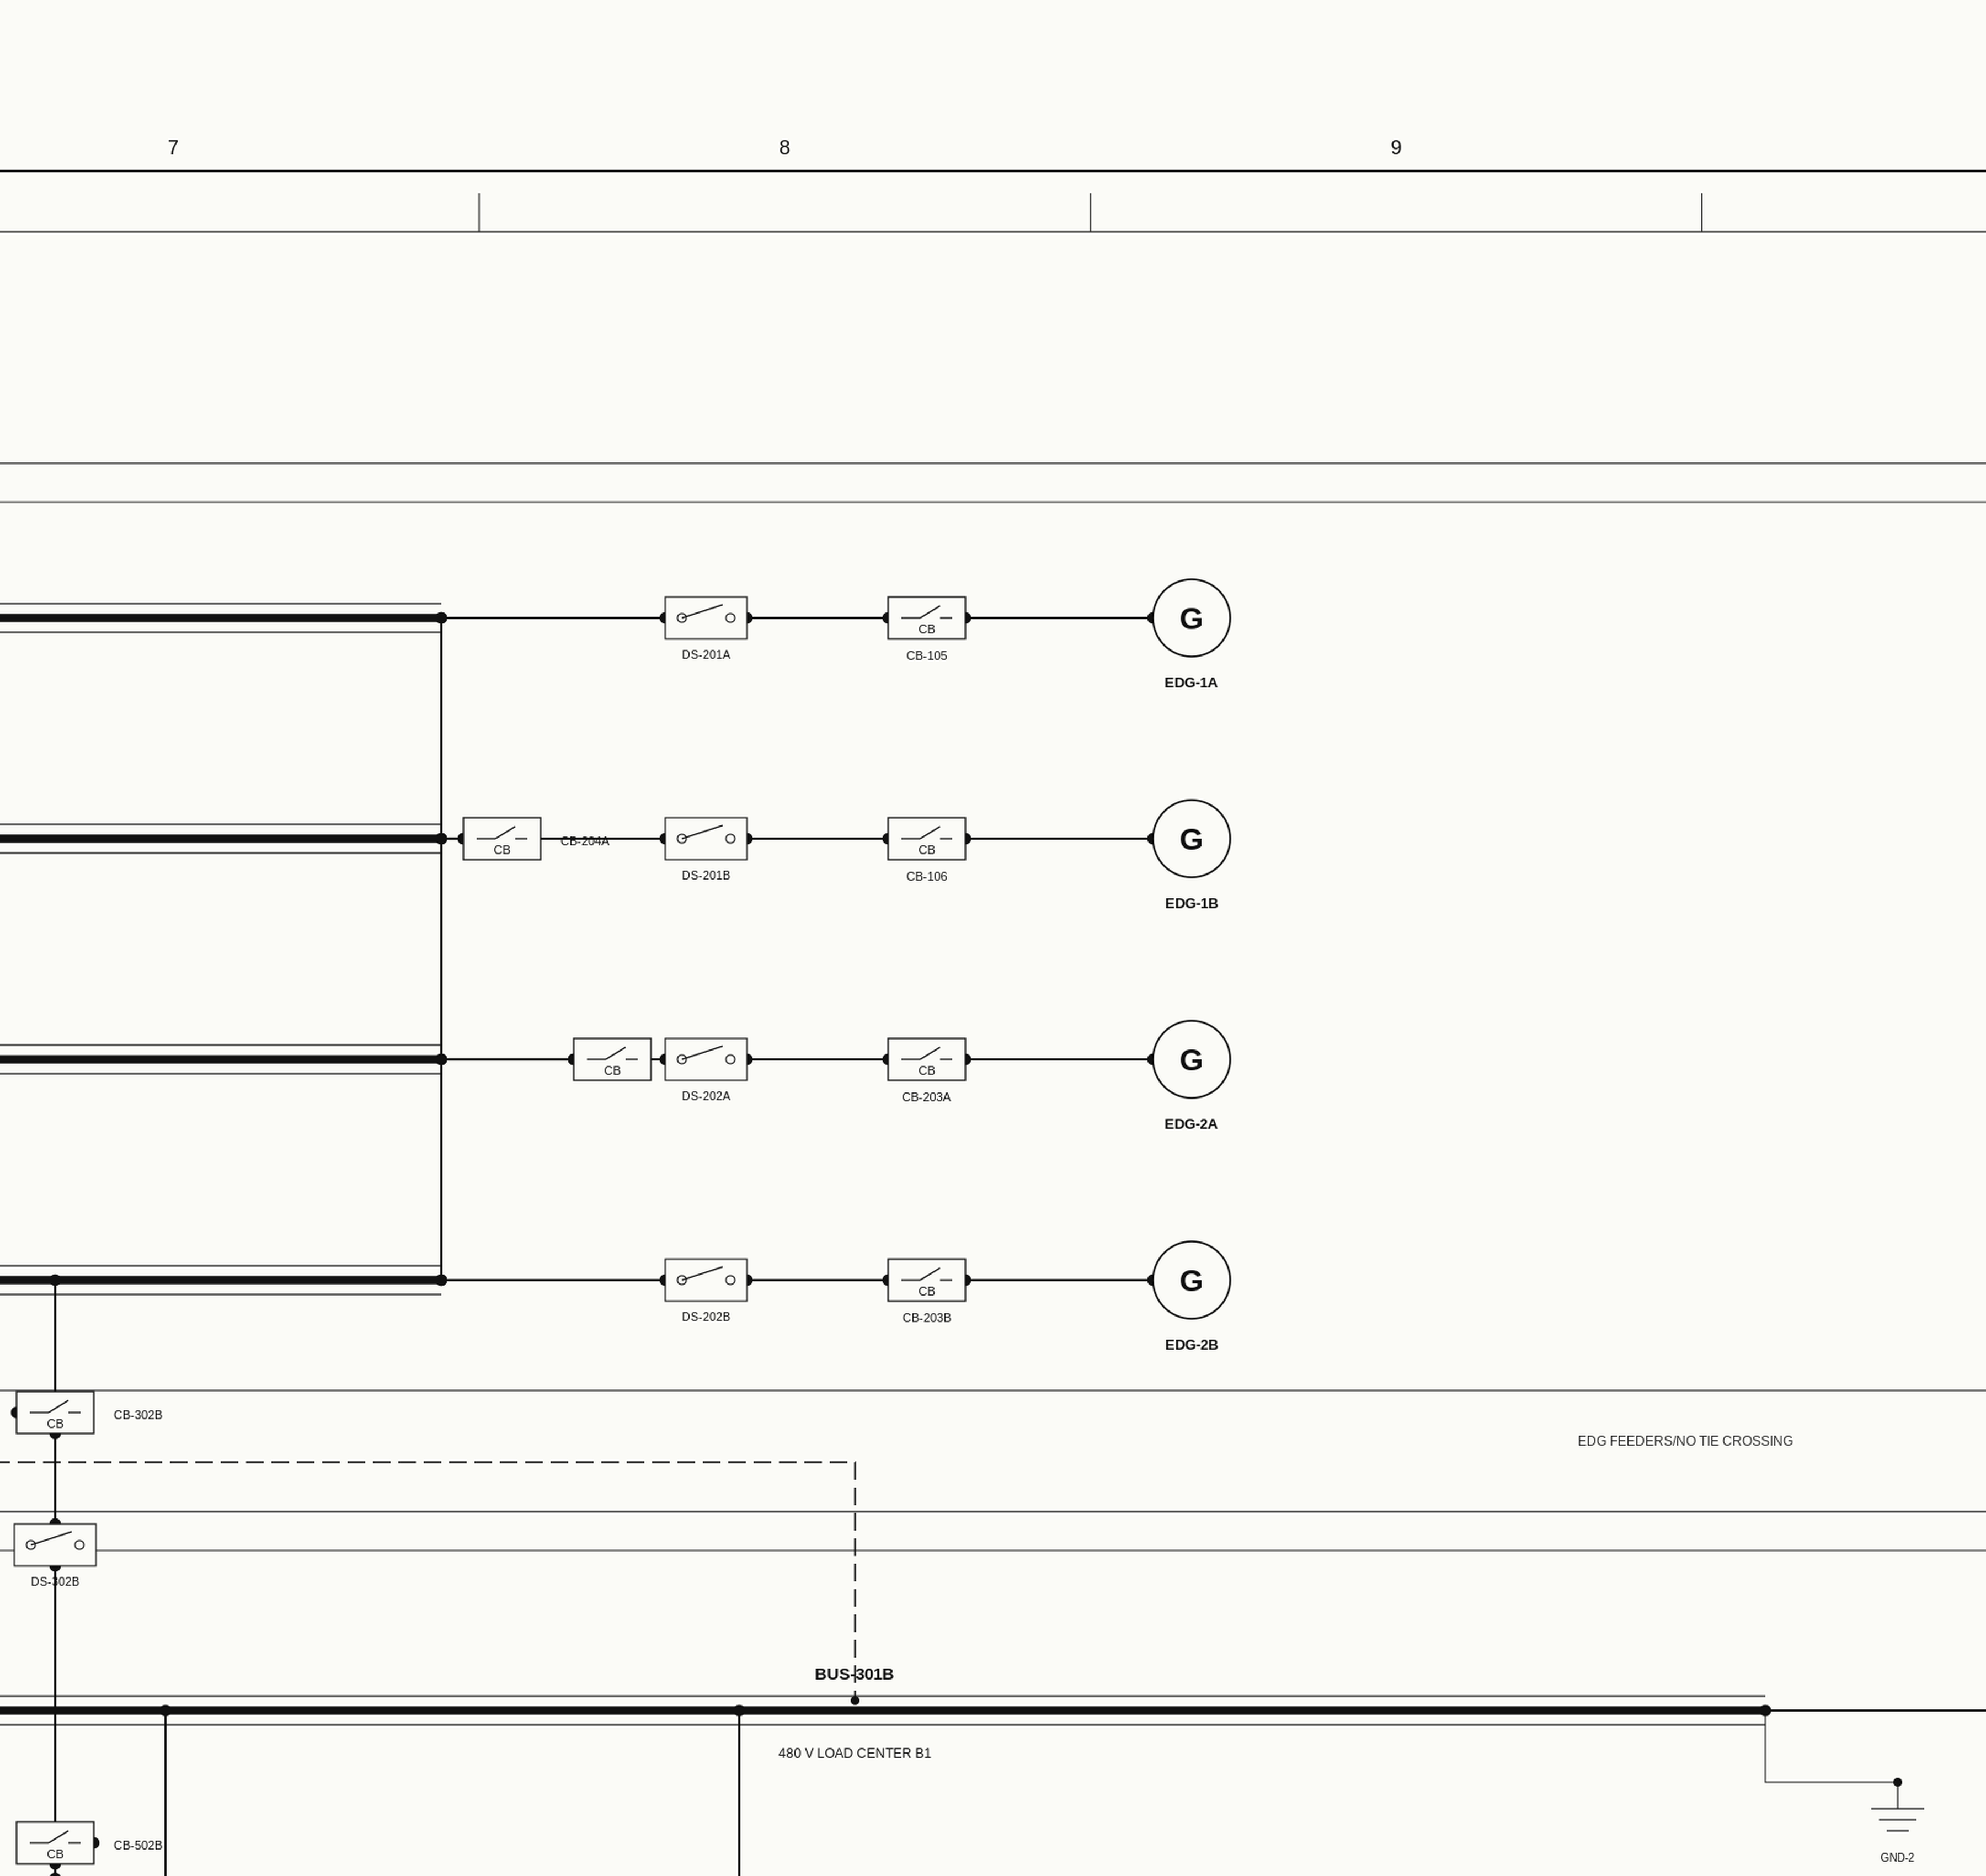 7
8
9
CB
DS-201A
CB-105
G
EDG-1A
CB
CB-204A
DS-201B
CB
CB-106
G
EDG-1B
CB
DS-202A
CB
CB-203A
G
EDG-2A
DS-202B
CB
CB-203B
G
EDG-2B
CB
CB-302B
EDG FEEDERS/NO TIE CROSSING
DS-302B
BUS-301B
480 V LOAD CENTER B1
CB
CB-502B
GND-2